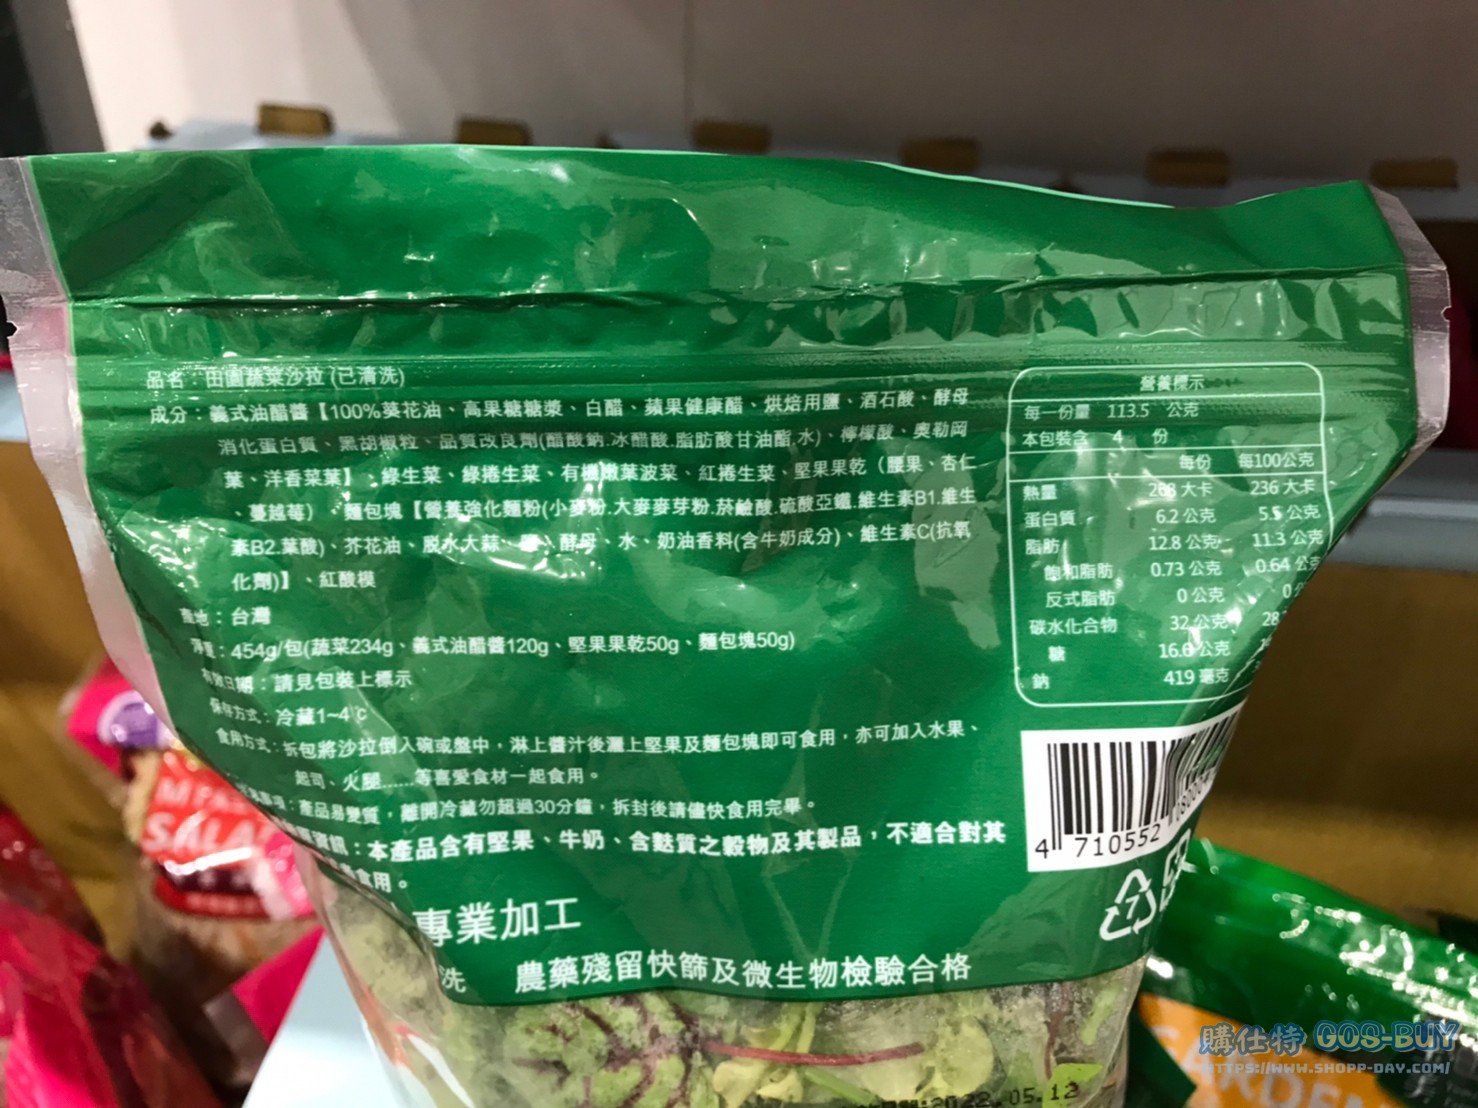 品名：田園蔬菜沙拉 (已清洗)
成分：義式油醋醬【100%葵花油、高果糖糖漿、白醋、蘋果健康醋、烘焙用鹽、酒石酸、酵母
消化蛋白質、黑胡椒粒、品質改良劑(醋酸鈉.冰醋酸.脂肪酸甘油酯.水)、檸檬酸、奧勒岡
葉、洋香菜葉】、綠生菜、綠捲生菜、有機嫩葉菠菜、紅捲生菜、堅果果乾（腰果、杏仁
、蔓越莓）、麵包塊【營養強化麵粉(小麥粉.大麥麥芽粉.菸鹼酸.硫酸亞鐵.維生素B1.維生
素B2.葉酸)、芥花油、脫水大蒜、酵母、水、奶油香料(含牛奶成分)、維生素C(抗氧
化劑)】、紅酸模
產地：台灣
淨重：454g/包(蔬菜234g、義式油醋醬120g、堅果果乾50g、麵包塊50g)
有效日期：請見包裝上標示
保存方式：冷藏1~4℃
食用方式：拆包將沙拉倒入碗或盤中，淋上醬汁後灑上堅果及麵包塊即可食用，亦可加入水果、
起司、火腿......等喜愛食材一起食用。
事項：產品易變質，離開冷藏勿超過30分鐘，拆封後請儘快食用完畢。
資訊：本產品含有堅果、牛奶、含麩質之穀物及其製品，不適合對其
食用。
專業加工
洗 農藥殘留快篩及微生物檢驗合格
營養標示
每一份量 113.5 公克
本包裝含 4 份
每份 每100公克
熱量 268 大卡 236 大卡
蛋白質 6.2 公克 5.5 公克
脂肪 12.8 公克 11.3 公克
飽和脂肪 0.73 公克 0.64 公克
反式脂肪 0 公克 0
碳水化合物 32 公克 28
糖 16.6 公克
鈉 419 毫克
4 710552
7
SALA
2022.05.12
購仕特 GOS-BUY
HTTPS://WWW.SHOPP-DAY.COM/